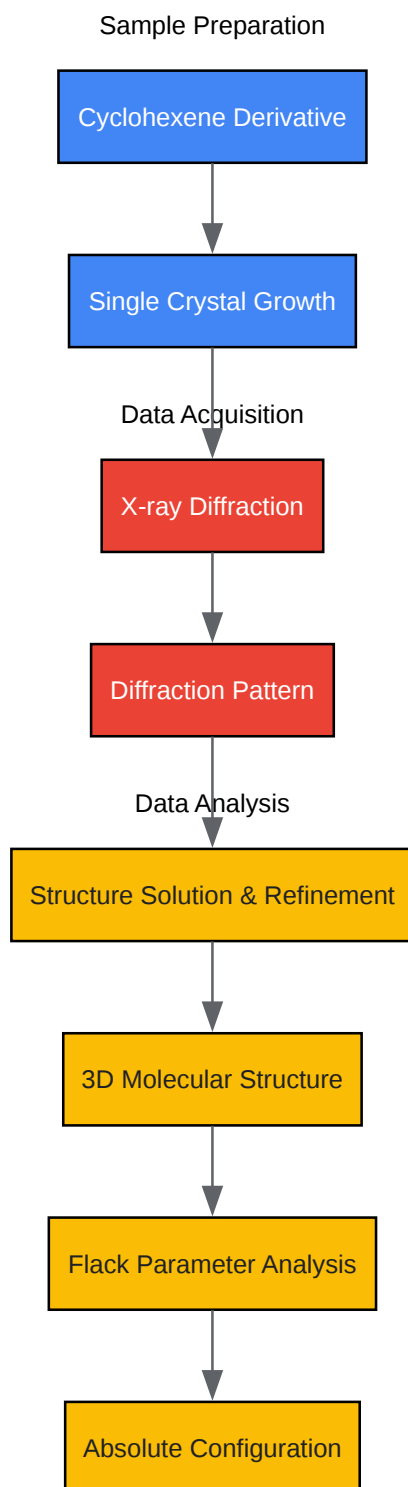 Sample Preparation
Cyclohexene Derivative
Single Crystal Growth
Data Acquisition
X-ray Diffraction
Diffraction Pattern
Data Analysis
Structure Solution & Refinement
3D Molecular Structure
Flack Parameter Analysis
Absolute Configuration